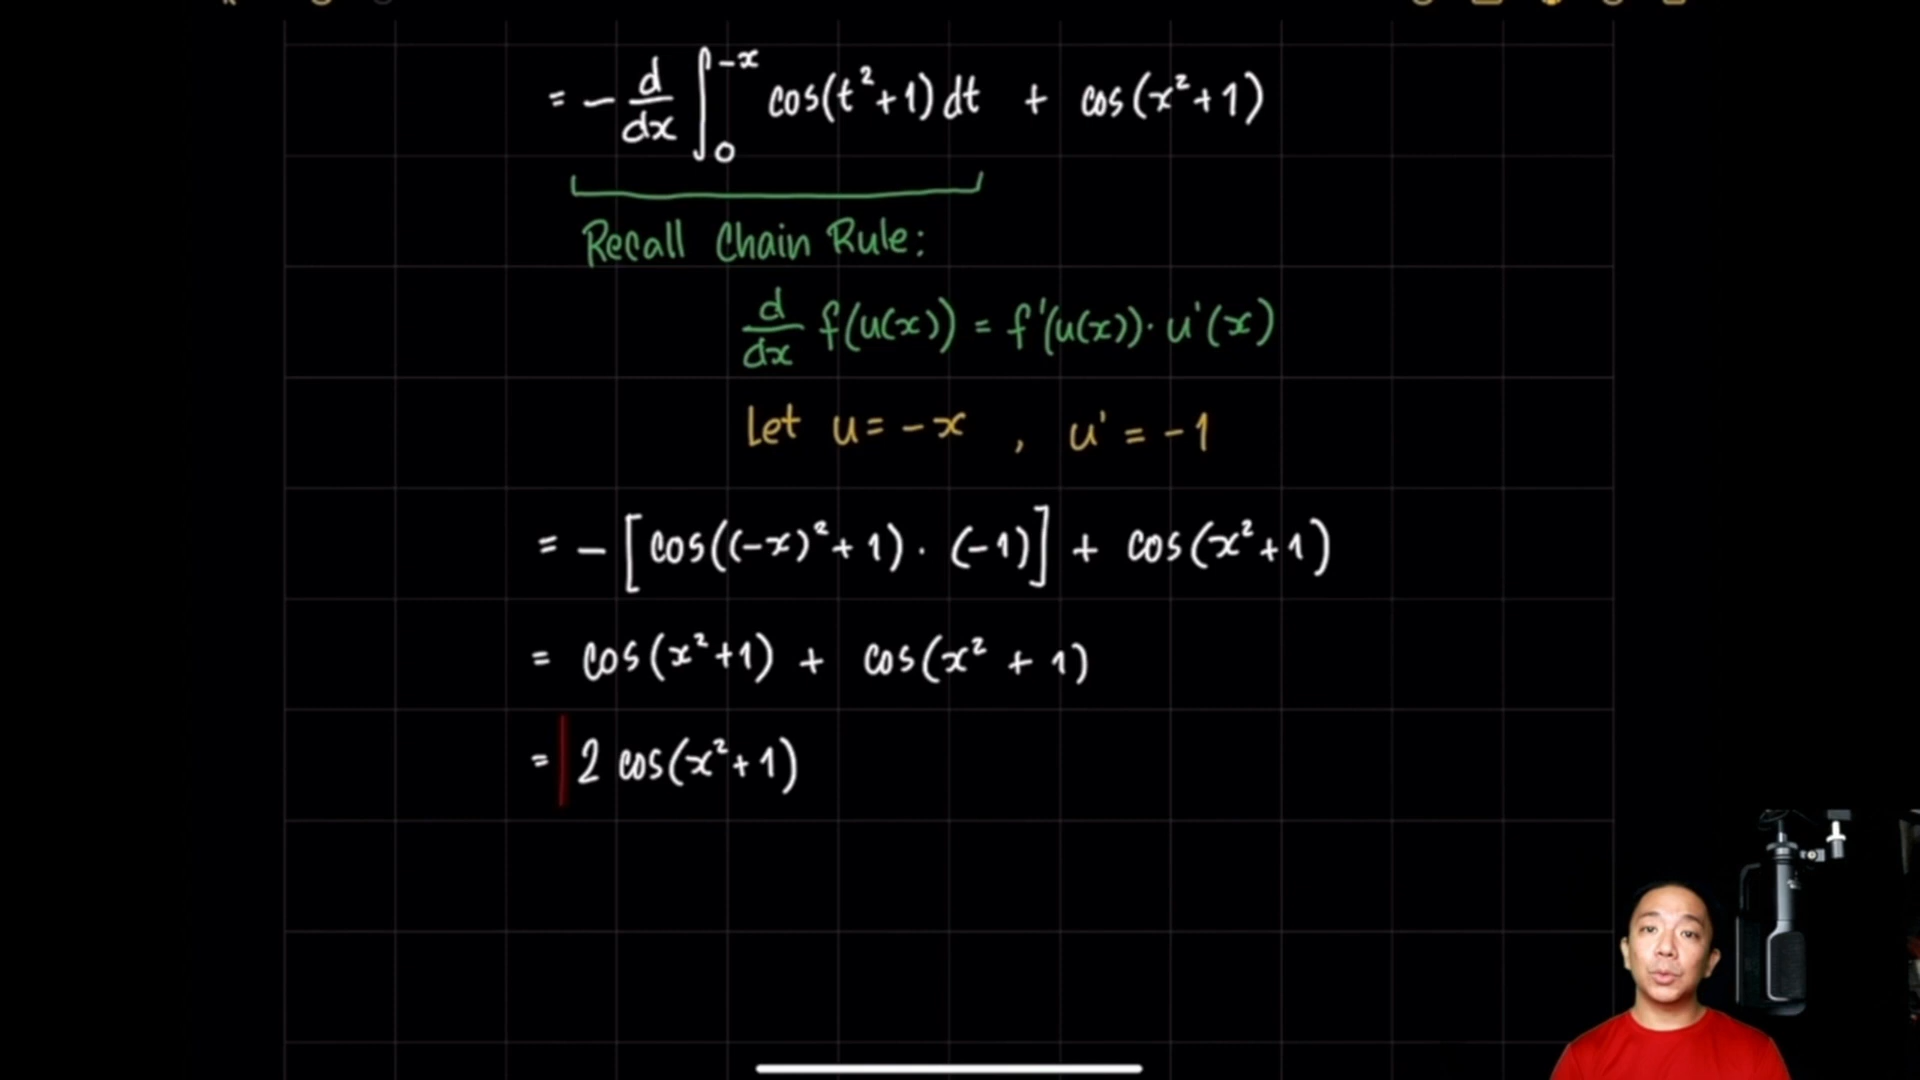 = - d/dx ∫₀^(-x) cos(t²+1) dt + cos(x²+1)
Recall Chain Rule:
d/dx f(u(x)) = f'(u(x)) · u'(x)
Let u = -x , u' = -1
= - [cos((-x)²+1) · (-1)] + cos(x²+1)
= cos(x²+1) + cos(x² + 1)
= 2 cos(x²+1)